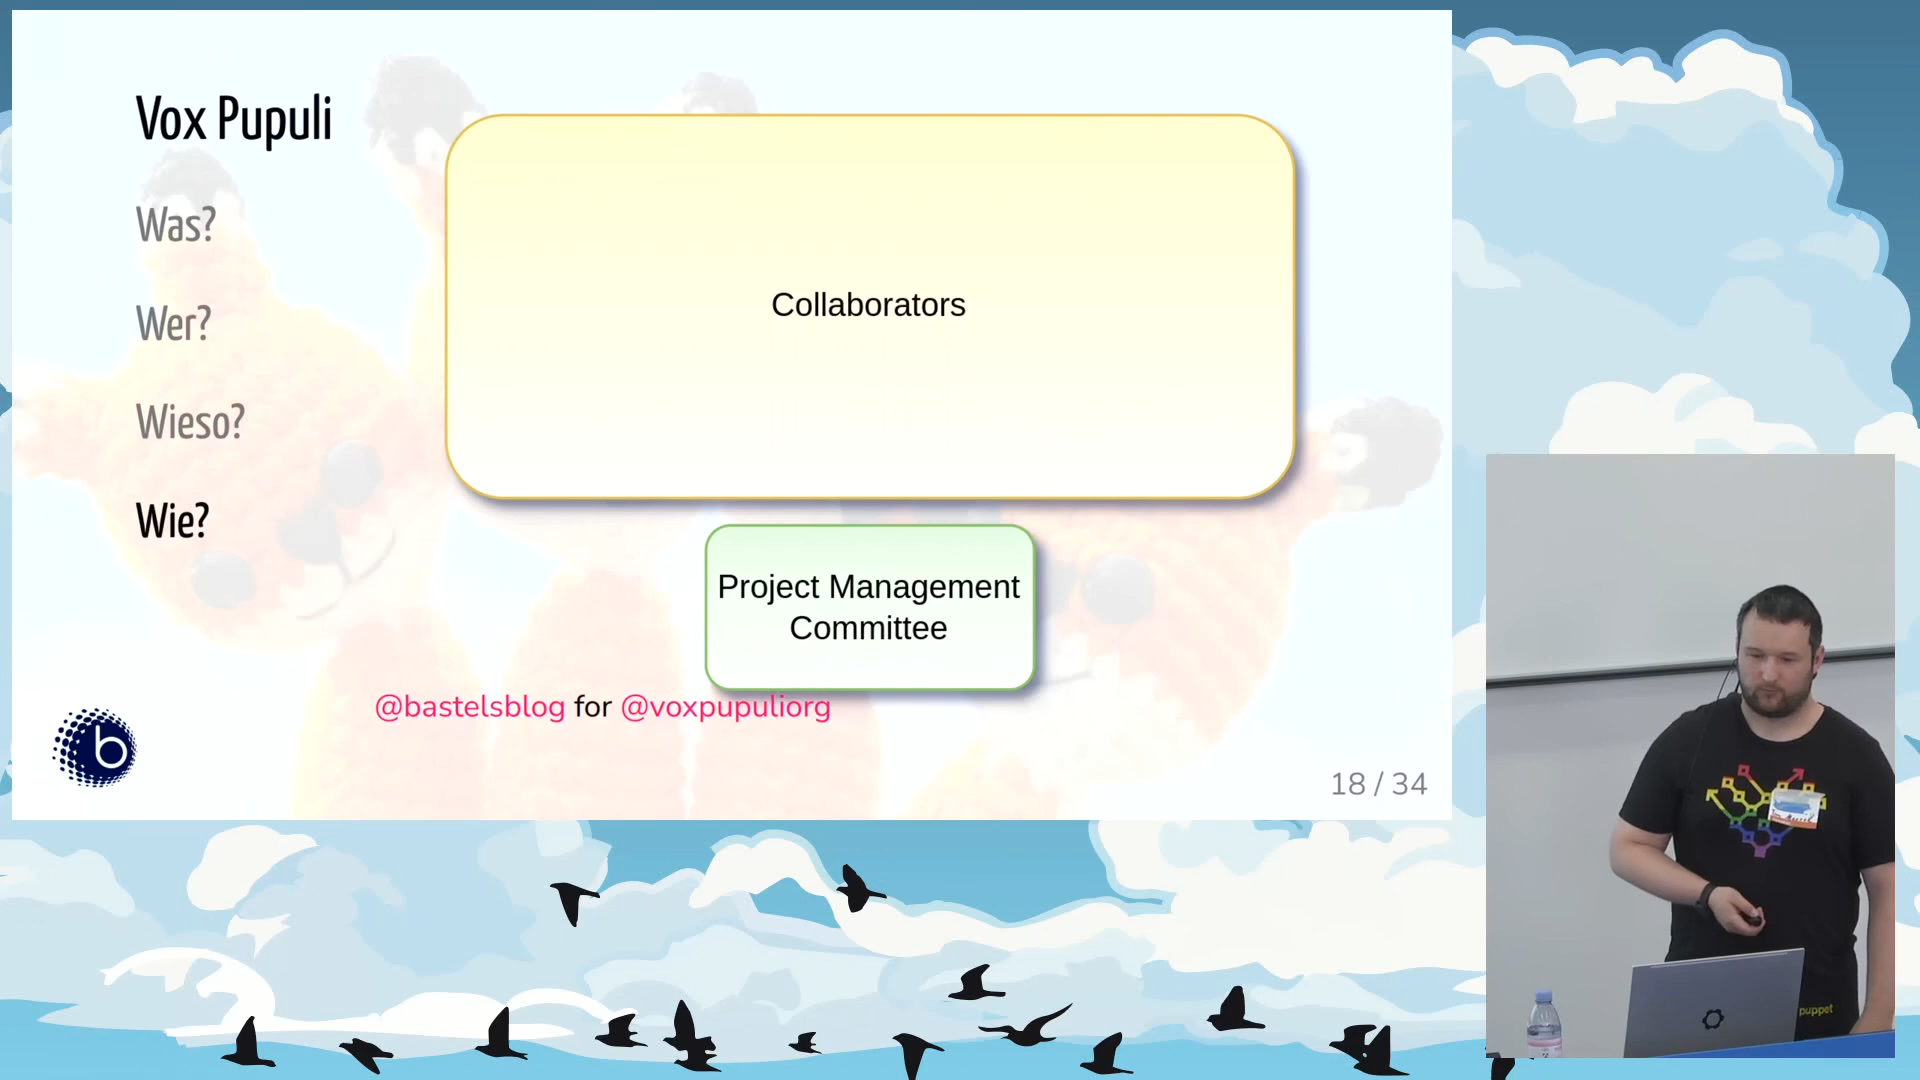 Vox Pupuli
Was?
Wer?
Wieso?
Wie?
Collaborators
Project Management
Committee
@bastelsblog for @voxpupuliorg
b
18 / 34
puppet